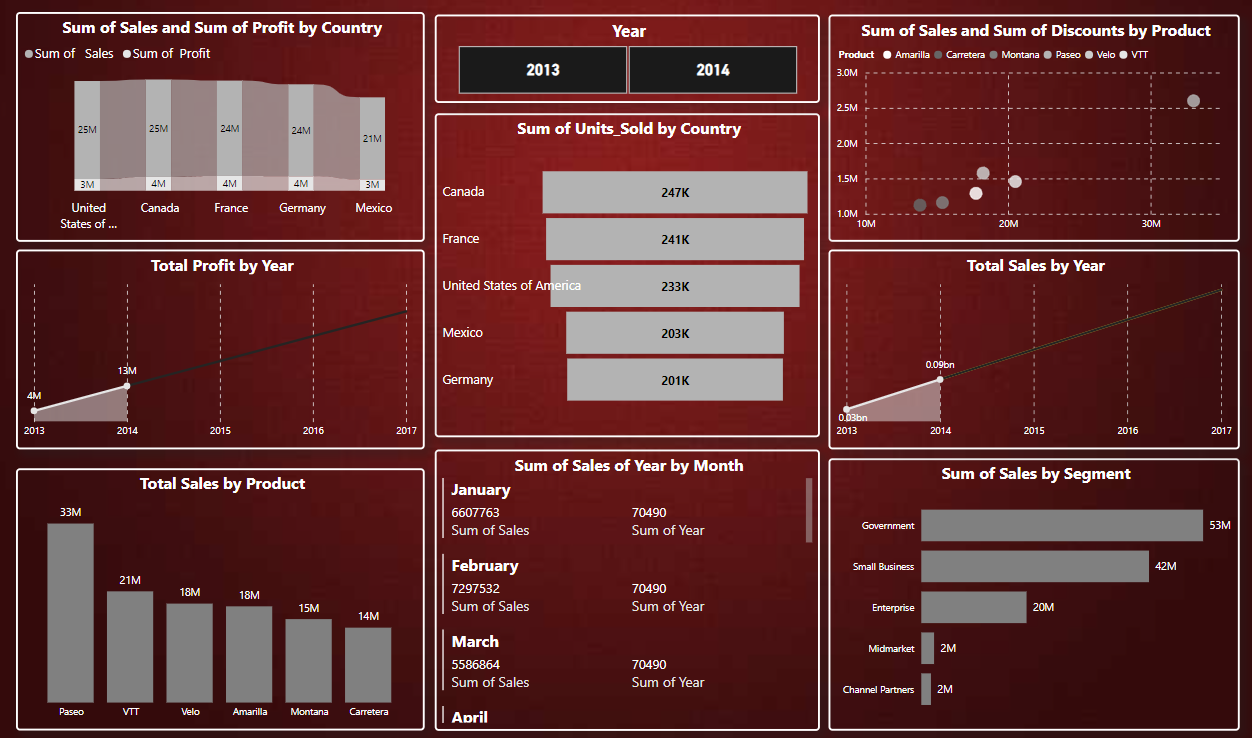 Sum of Sales and Sum of Profit by Country
Sum of Sales Sum of Profit
25M 25M 24M 24M 21M
3M 4M 4M 4M 3M
United States of ... Canada France Germany Mexico
Year
2013 2014
Sum of Sales and Sum of Discounts by Product
Product Amarilla Carretera Montana Paseo Velo VTT
3.0M
2.5M
2.0M
1.5M
1.0M
10M 20M 30M
Sum of Units_Sold by Country
Canada 247K
France 241K
United States of America 233K
Mexico 203K
Germany 201K
Total Profit by Year
4M 13M
2013 2014 2015 2016 2017
Total Sales by Year
0.03bn 0.09bn
2013 2014 2015 2016 2017
Total Sales by Product
33M 21M 18M 18M 15M 14M
Paseo VTT Velo Amarilla Montana Carretera
Sum of Sales of Year by Month
January
6607763 70490
Sum of Sales Sum of Year
February
7297532 70490
Sum of Sales Sum of Year
March
5586864 70490
Sum of Sales Sum of Year
April
Sum of Sales by Segment
Government 53M
Small Business 42M
Enterprise 20M
Midmarket 2M
Channel Partners 2M